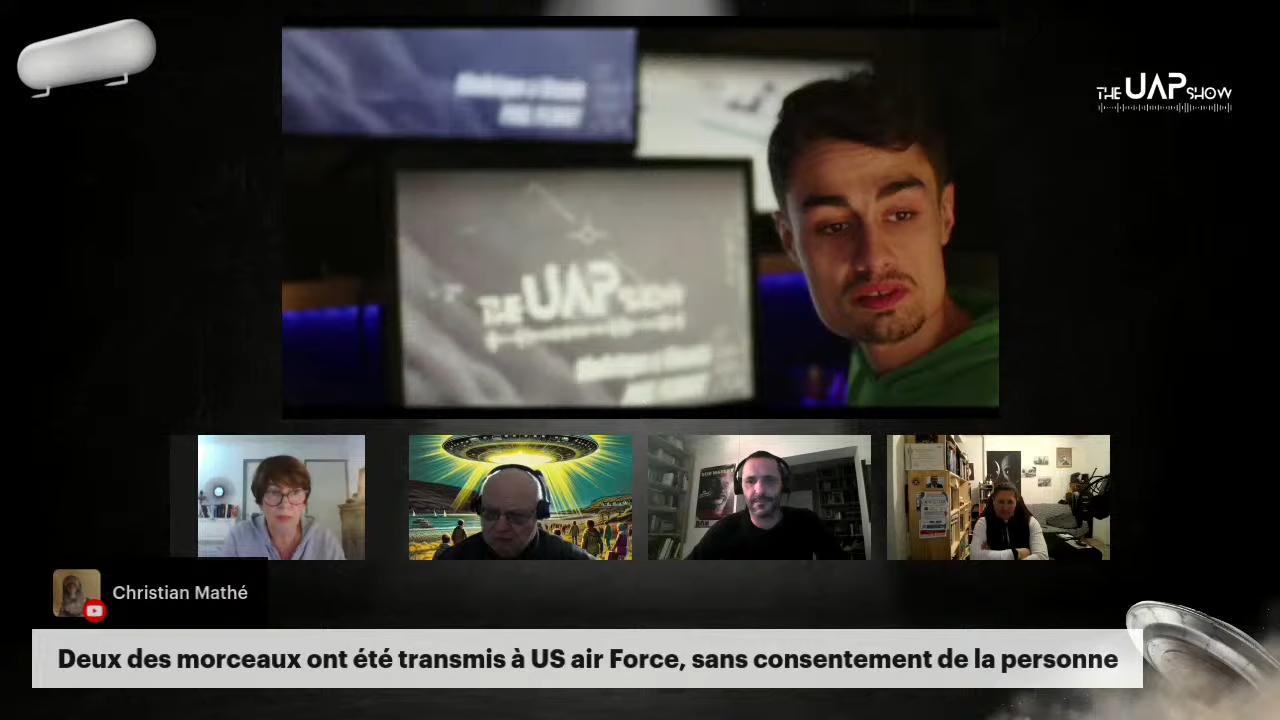 THE UAP SHOW
THE UAP SHOW
Christian Mathé
Deux des morceaux ont été transmis à US air Force, sans consentement de la personne